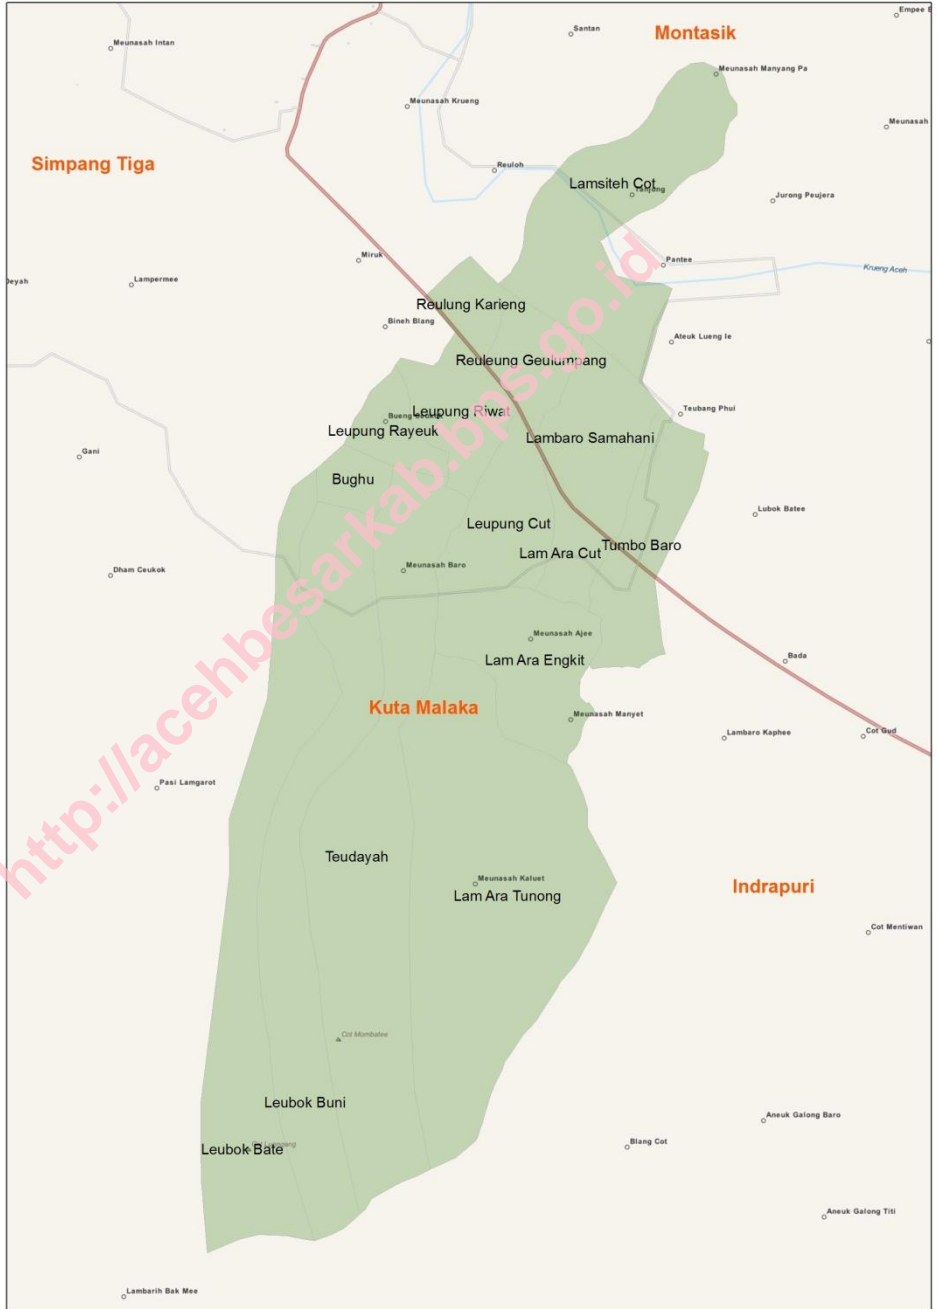 Empee
Santan
Montasik
Meunasah Intan
Meunasah Manyang Pa
Meunasah Krueng
Meunasah
Simpang Tiga
Reuloh
Lamsiteh Cot
Tanjong
Jurong Peujera
Miruk
Pantee
Krueng Aceh
Deyah
Lampermee
Reulung Karieng
Bineh Blang
Ateuk Lueng Ie
Reuleung Geulumpang
Leupung Riwat
Teubang Phui
Bueng
Leupung Rayeuk
Lambaro Samahani
Gani
Bughu
Lubok Batee
Leupung Cut
Tumbo Baro
Lam Ara Cut
Meunasah Baro
Dham Ceukok
Meunasah Ajee
Lam Ara Engkit
Bada
Kuta Malaka
Meunasah Manyet
Cot Gud
Lambaro Kaphee
Pasi Lamgarot
Teudayah
Meunasah Kaluet
Indrapuri
Lam Ara Tunong
Cot Mentiwan
Cot Mombatee
Leubok Buni
Aneuk Galong Baro
Blang Cot
Leubok Bate
Aneuk Galong Titi
Lambarih Bak Mee
http://acehbesarkab.bps.go.id